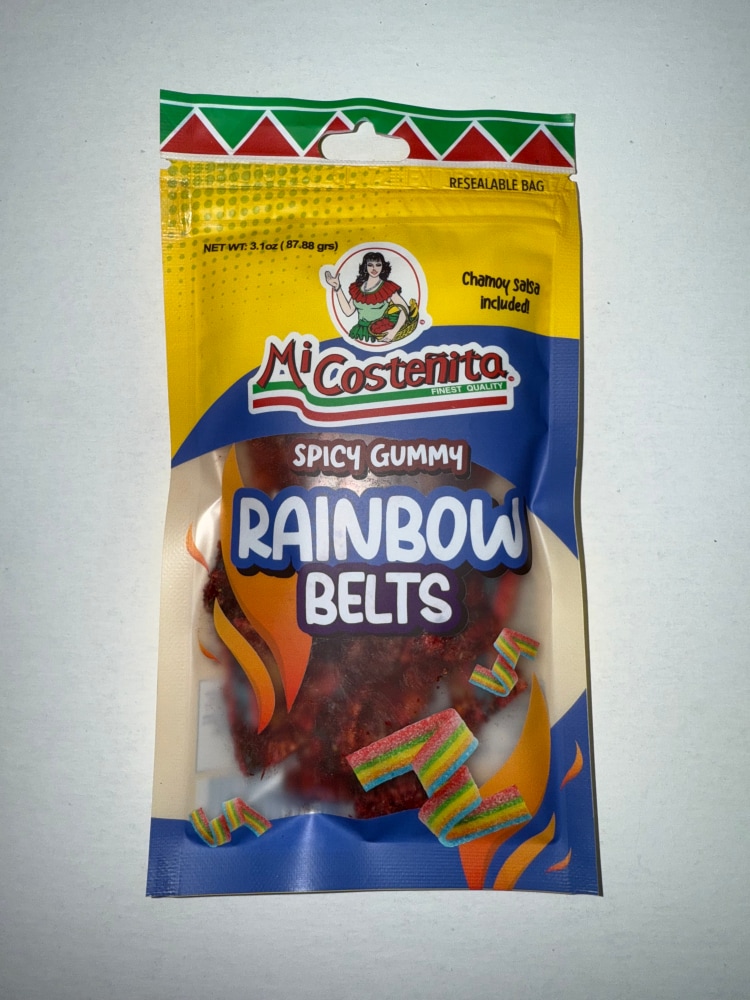 RESEALABLE BAG
NET WT: 3.1oz ( 87.88 grs)
Chamoy salsa
included!
Mi Costeñita
FINEST QUALITY
SPICY GUMMY
RAINBOW
BELTS